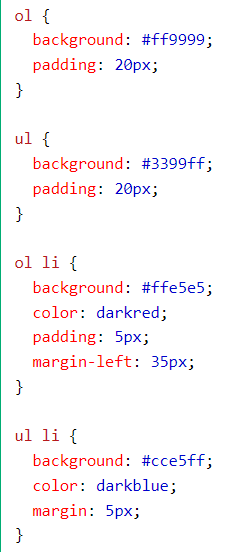 ol {
  background: #ff9999;
  padding: 20px;
}

ul {
  background: #3399ff;
  padding: 20px;
}

ol li {
  background: #ffe5e5;
  color: darkred;
  padding: 5px;
  margin-left: 35px;
}

ul li {
  background: #cce5ff;
  color: darkblue;
  margin: 5px;
}